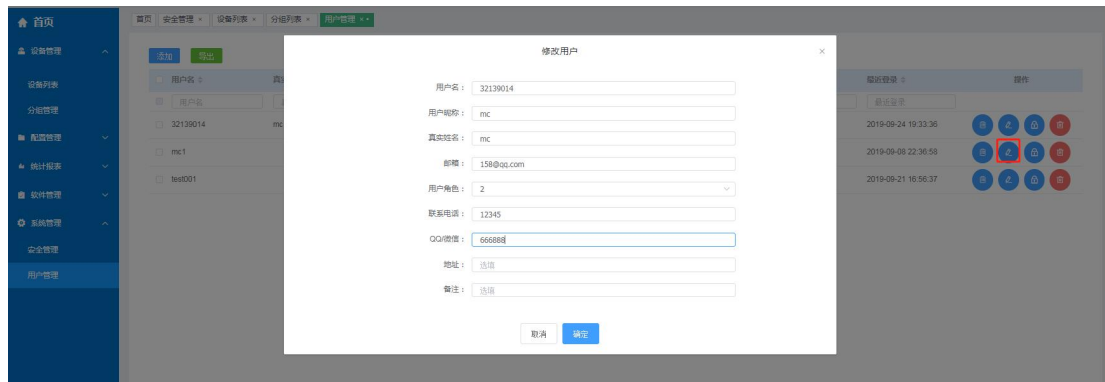 首页
设备管理
设备列表
分组管理
配置管理
统计报表
软件管理
系统管理
安全管理
用户管理
首页 安全管理 × 设备列表 × 分组列表 × 用户管理 ×
添加 导出
用户名 最近登录 操作
用户名 最近登录
32139014 mc 2019-09-24 19:33:36
mc1 2019-09-08 22:36:58
test001 2019-09-21 16:56:37
修改用户 ×
用户名： 32139014
用户昵称： mc
真实姓名： mc
邮箱： 158@qq.com
用户角色： 2
联系电话： 12345
QQ/微信： 666888
地址： 选填
备注： 选填
取消 确定